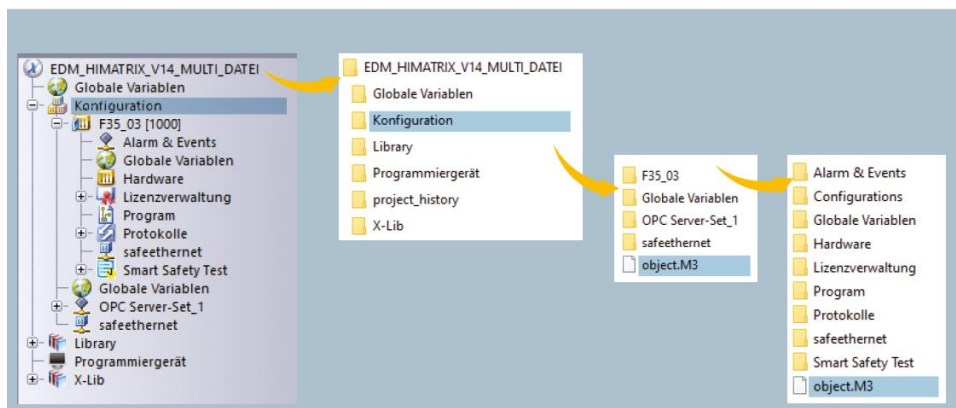 EDM_HIMATRIX_V14_MULTI_DATEI
Globale Variablen
Konfiguration
F35_03 [1000]
Alarm & Events
Globale Variablen
Hardware
Lizenzverwaltung
Program
Protokolle
safeethernet
Smart Safety Test
Globale Variablen
OPC Server-Set_1
safeethernet
Library
Programmiergerät
X-Lib
EDM_HIMATRIX_V14_MULTI_DATEI
Globale Variablen
Konfiguration
Library
Programmiergerät
project_history
X-Lib
F35_03
Globale Variablen
OPC Server-Set_1
safeethernet
object.M3
Alarm & Events
Configurations
Globale Variablen
Hardware
Lizenzverwaltung
Program
Protokolle
safeethernet
Smart Safety Test
object.M3